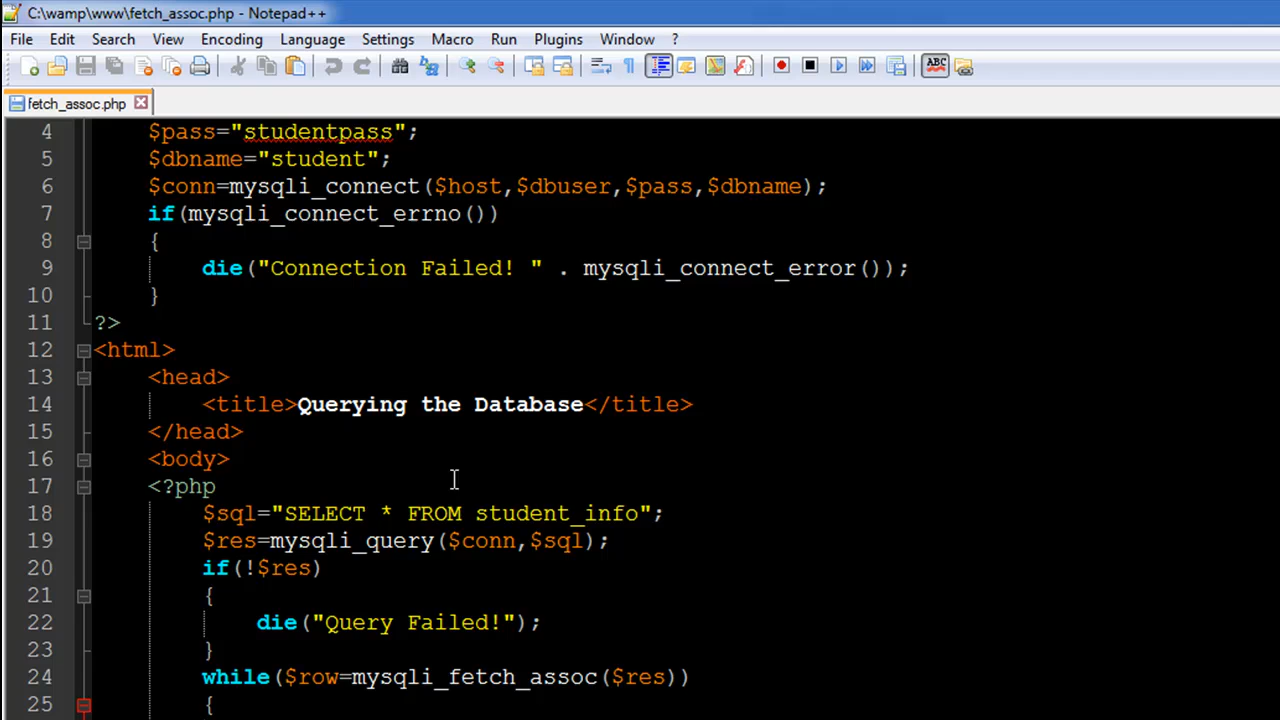 C:\wamp\www\fetch_assoc.php - Notepad++
File Edit Search View Encoding Language Settings Macro Run Plugins Window ?
ABC
fetch_assoc.php
4 $pass="studentpass";
5 $dbname="student";
6 $conn=mysqli_connect($host,$dbuser,$pass,$dbname);
7 if(mysqli_connect_errno())
8 {
9 die("Connection Failed! " . mysqli_connect_error());
10 }
11 ?>
12 <html>
13 <head>
14 <title>Querying the Database</title>
15 </head>
16 <body>
17 <?php
18 $sql="SELECT * FROM student_info";
19 $res=mysqli_query($conn,$sql);
20 if(!$res)
21 {
22 die("Query Failed!");
23 }
24 while($row=mysqli_fetch_assoc($res))
25 {